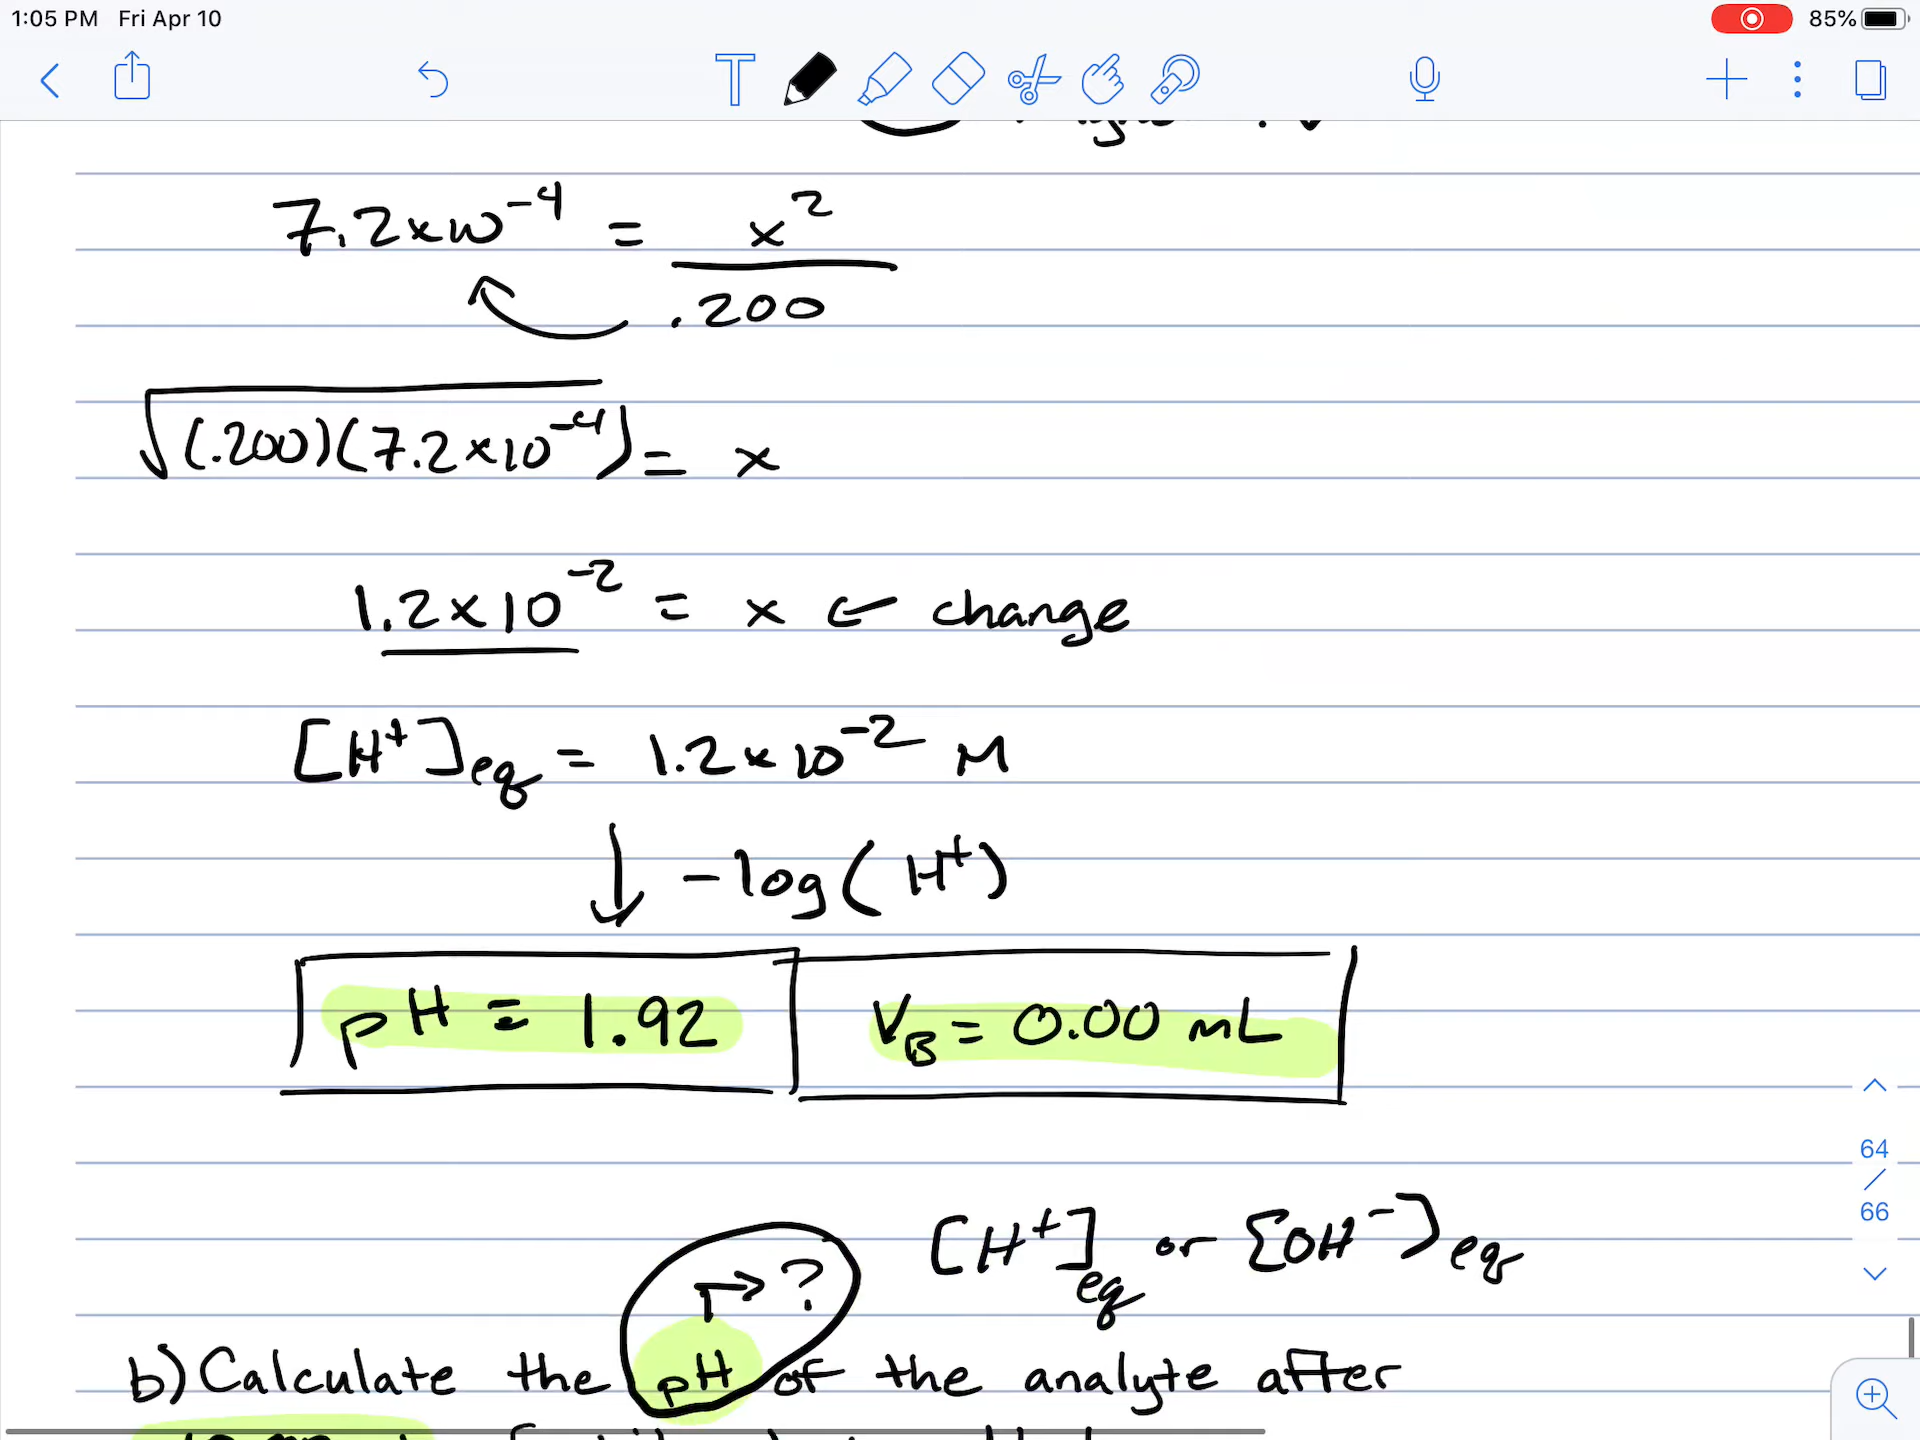 1:05 PM Fri Apr 10 85%
7.2x10⁻⁴ = x²
.200
√(.200)(7.2x10⁻⁴) = x
1.2x10⁻² = x ← change
[H⁺]eq = 1.2x10⁻² M
↓ -log(H⁺)
pH = 1.92 V_B = 0.00 mL
64
/
66
[H⁺]eq or [OH⁻]eq
→ ?
b) Calculate the pH of the analyte after